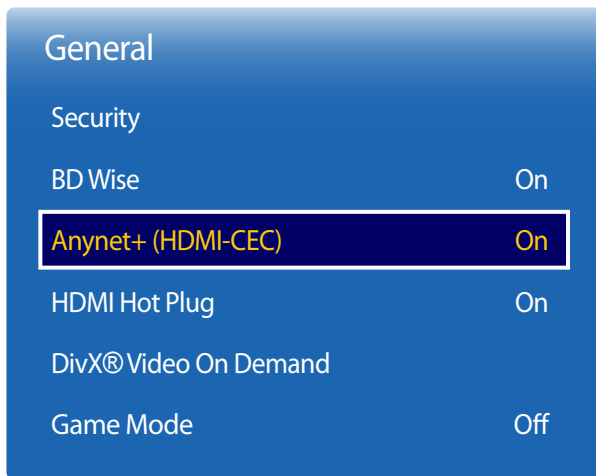 General
Security
BD Wise On
Anynet+ (HDMI-CEC) On
HDMI Hot Plug On
DivX® Video On Demand
Game Mode Off